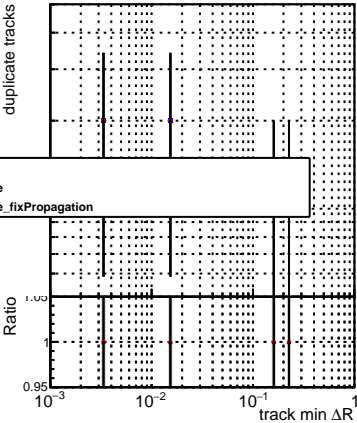 duplicate tracks
e
e_fixPropagation
Ratio
1.05
1
0.95
10⁻³ 10⁻² 10⁻¹ 1
track min ΔR